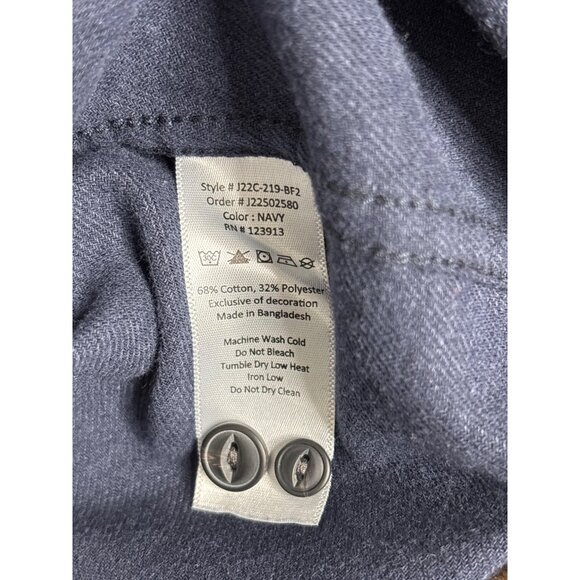 Style # J22C-219-BF2
Order # J22502580
Color : NAVY
RN # 123913
68% Cotton, 32% Polyester
Exclusive of decoration
Made in Bangladesh
Machine Wash Cold
Do Not Bleach
Tumble Dry Low Heat
Iron Low
Do Not Dry Clean